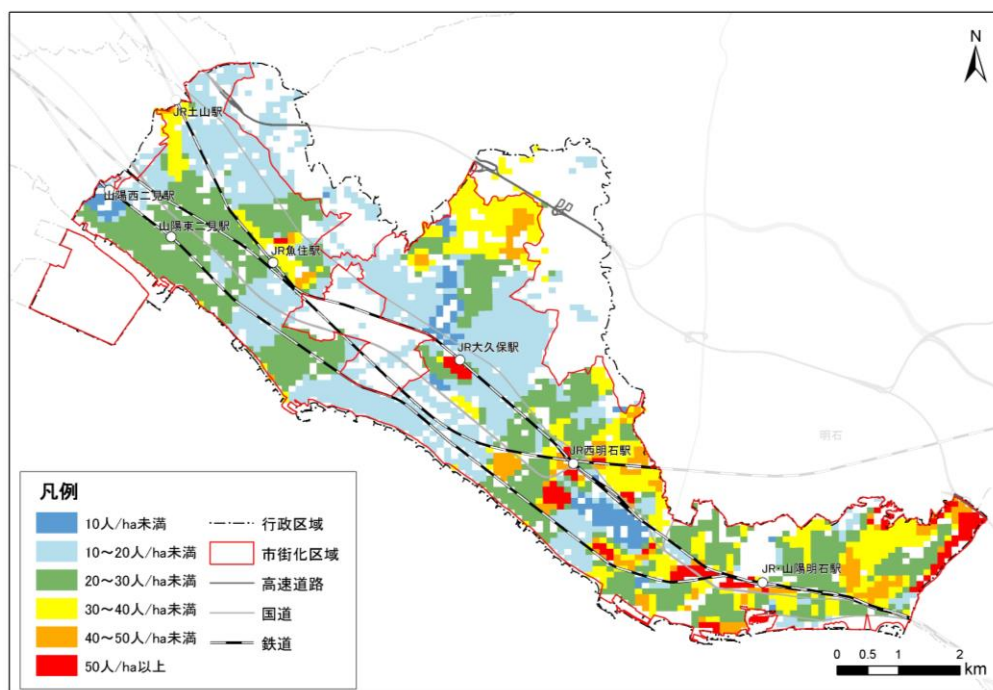 N
JR土山駅
山陽西二見駅
山陽東二見駅
JR魚住駅
JR大久保駅
明石
JR西明石駅
JR・山陽明石駅
凡例
10人/ha未満
10～20人/ha未満
20～30人/ha未満
30～40人/ha未満
40～50人/ha未満
50人/ha以上
行政区域
市街化区域
高速道路
国道
鉄道
0 0.5 1 2
km